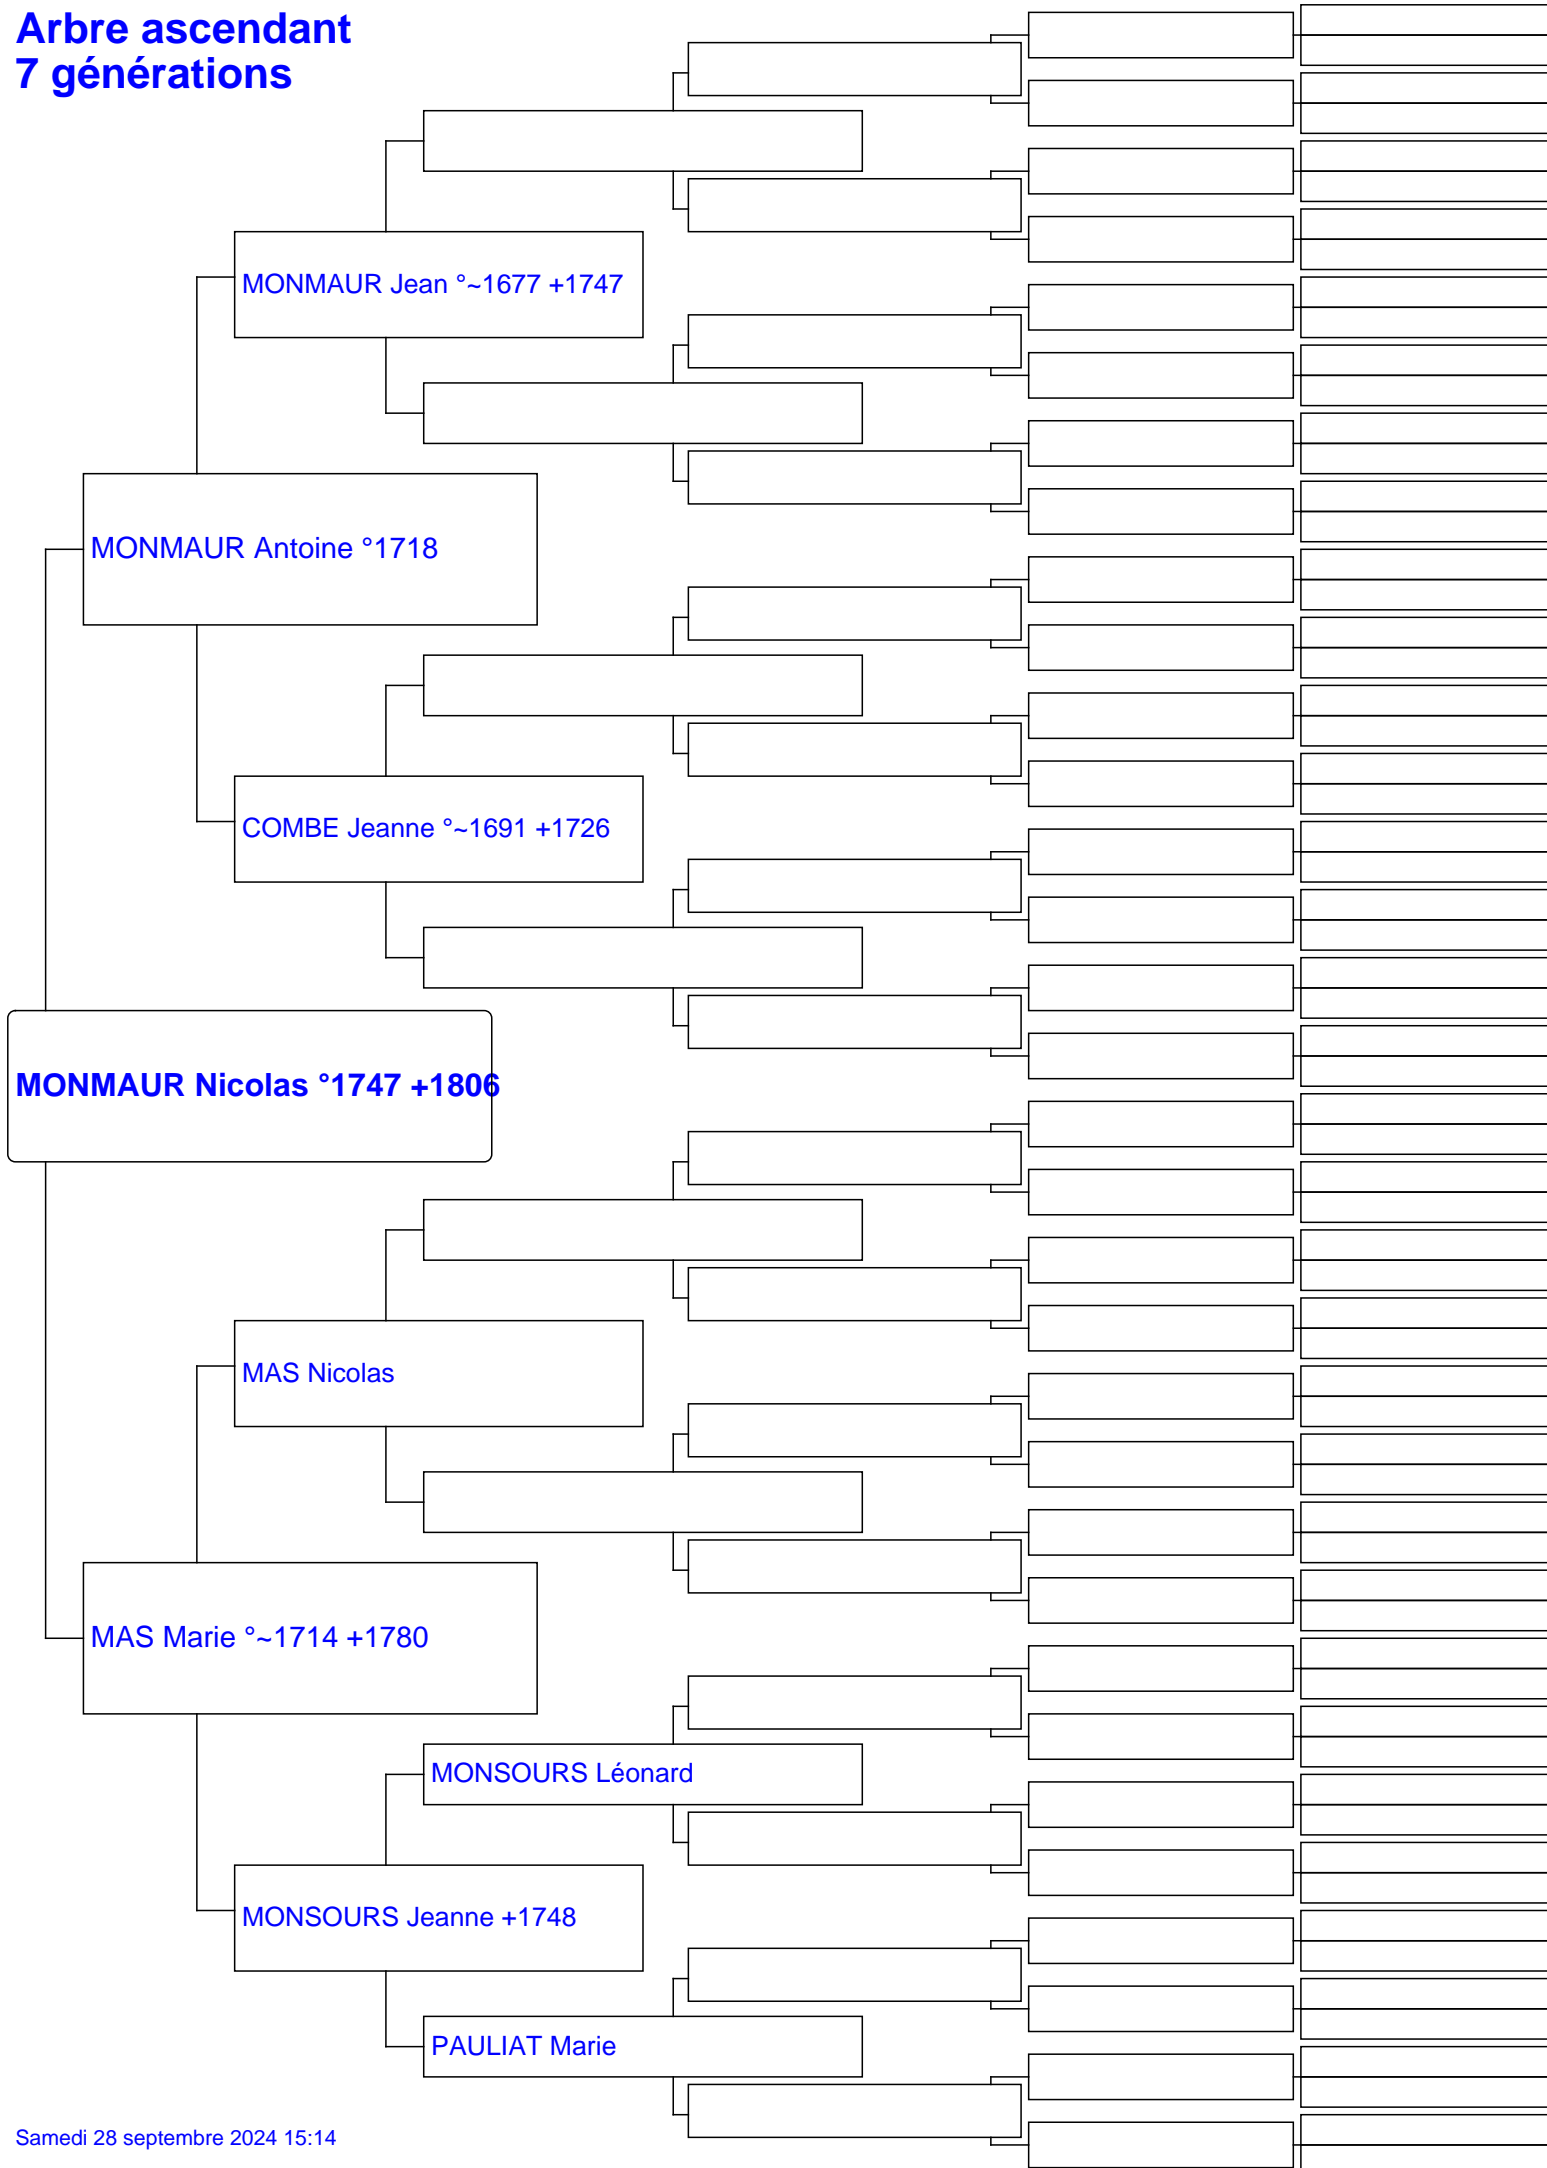 Arbre ascendant
7 générations
MONMAUR Jean °~1677 +1747
MONMAUR Antoine °1718
COMBE Jeanne °~1691 +1726
MONMAUR Nicolas °1747 +1806
MAS Nicolas
MAS Marie °~1714 +1780
MONSOURS Léonard
MONSOURS Jeanne +1748
PAULIAT Marie
Samedi 28 septembre 2024 15:14